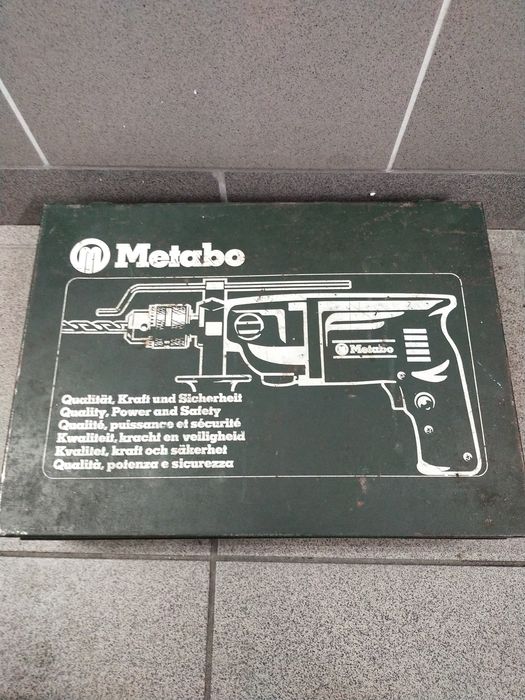 Metabo
Metabo
Qualität, Kraft und Sicherheit
Quality, Power and Safety
Qualité, puissance et sécurité
Kwaliteit, kracht en veiligheid
Kvalitet, kraft och säkerhet
Qualità, potenza e sicurezza